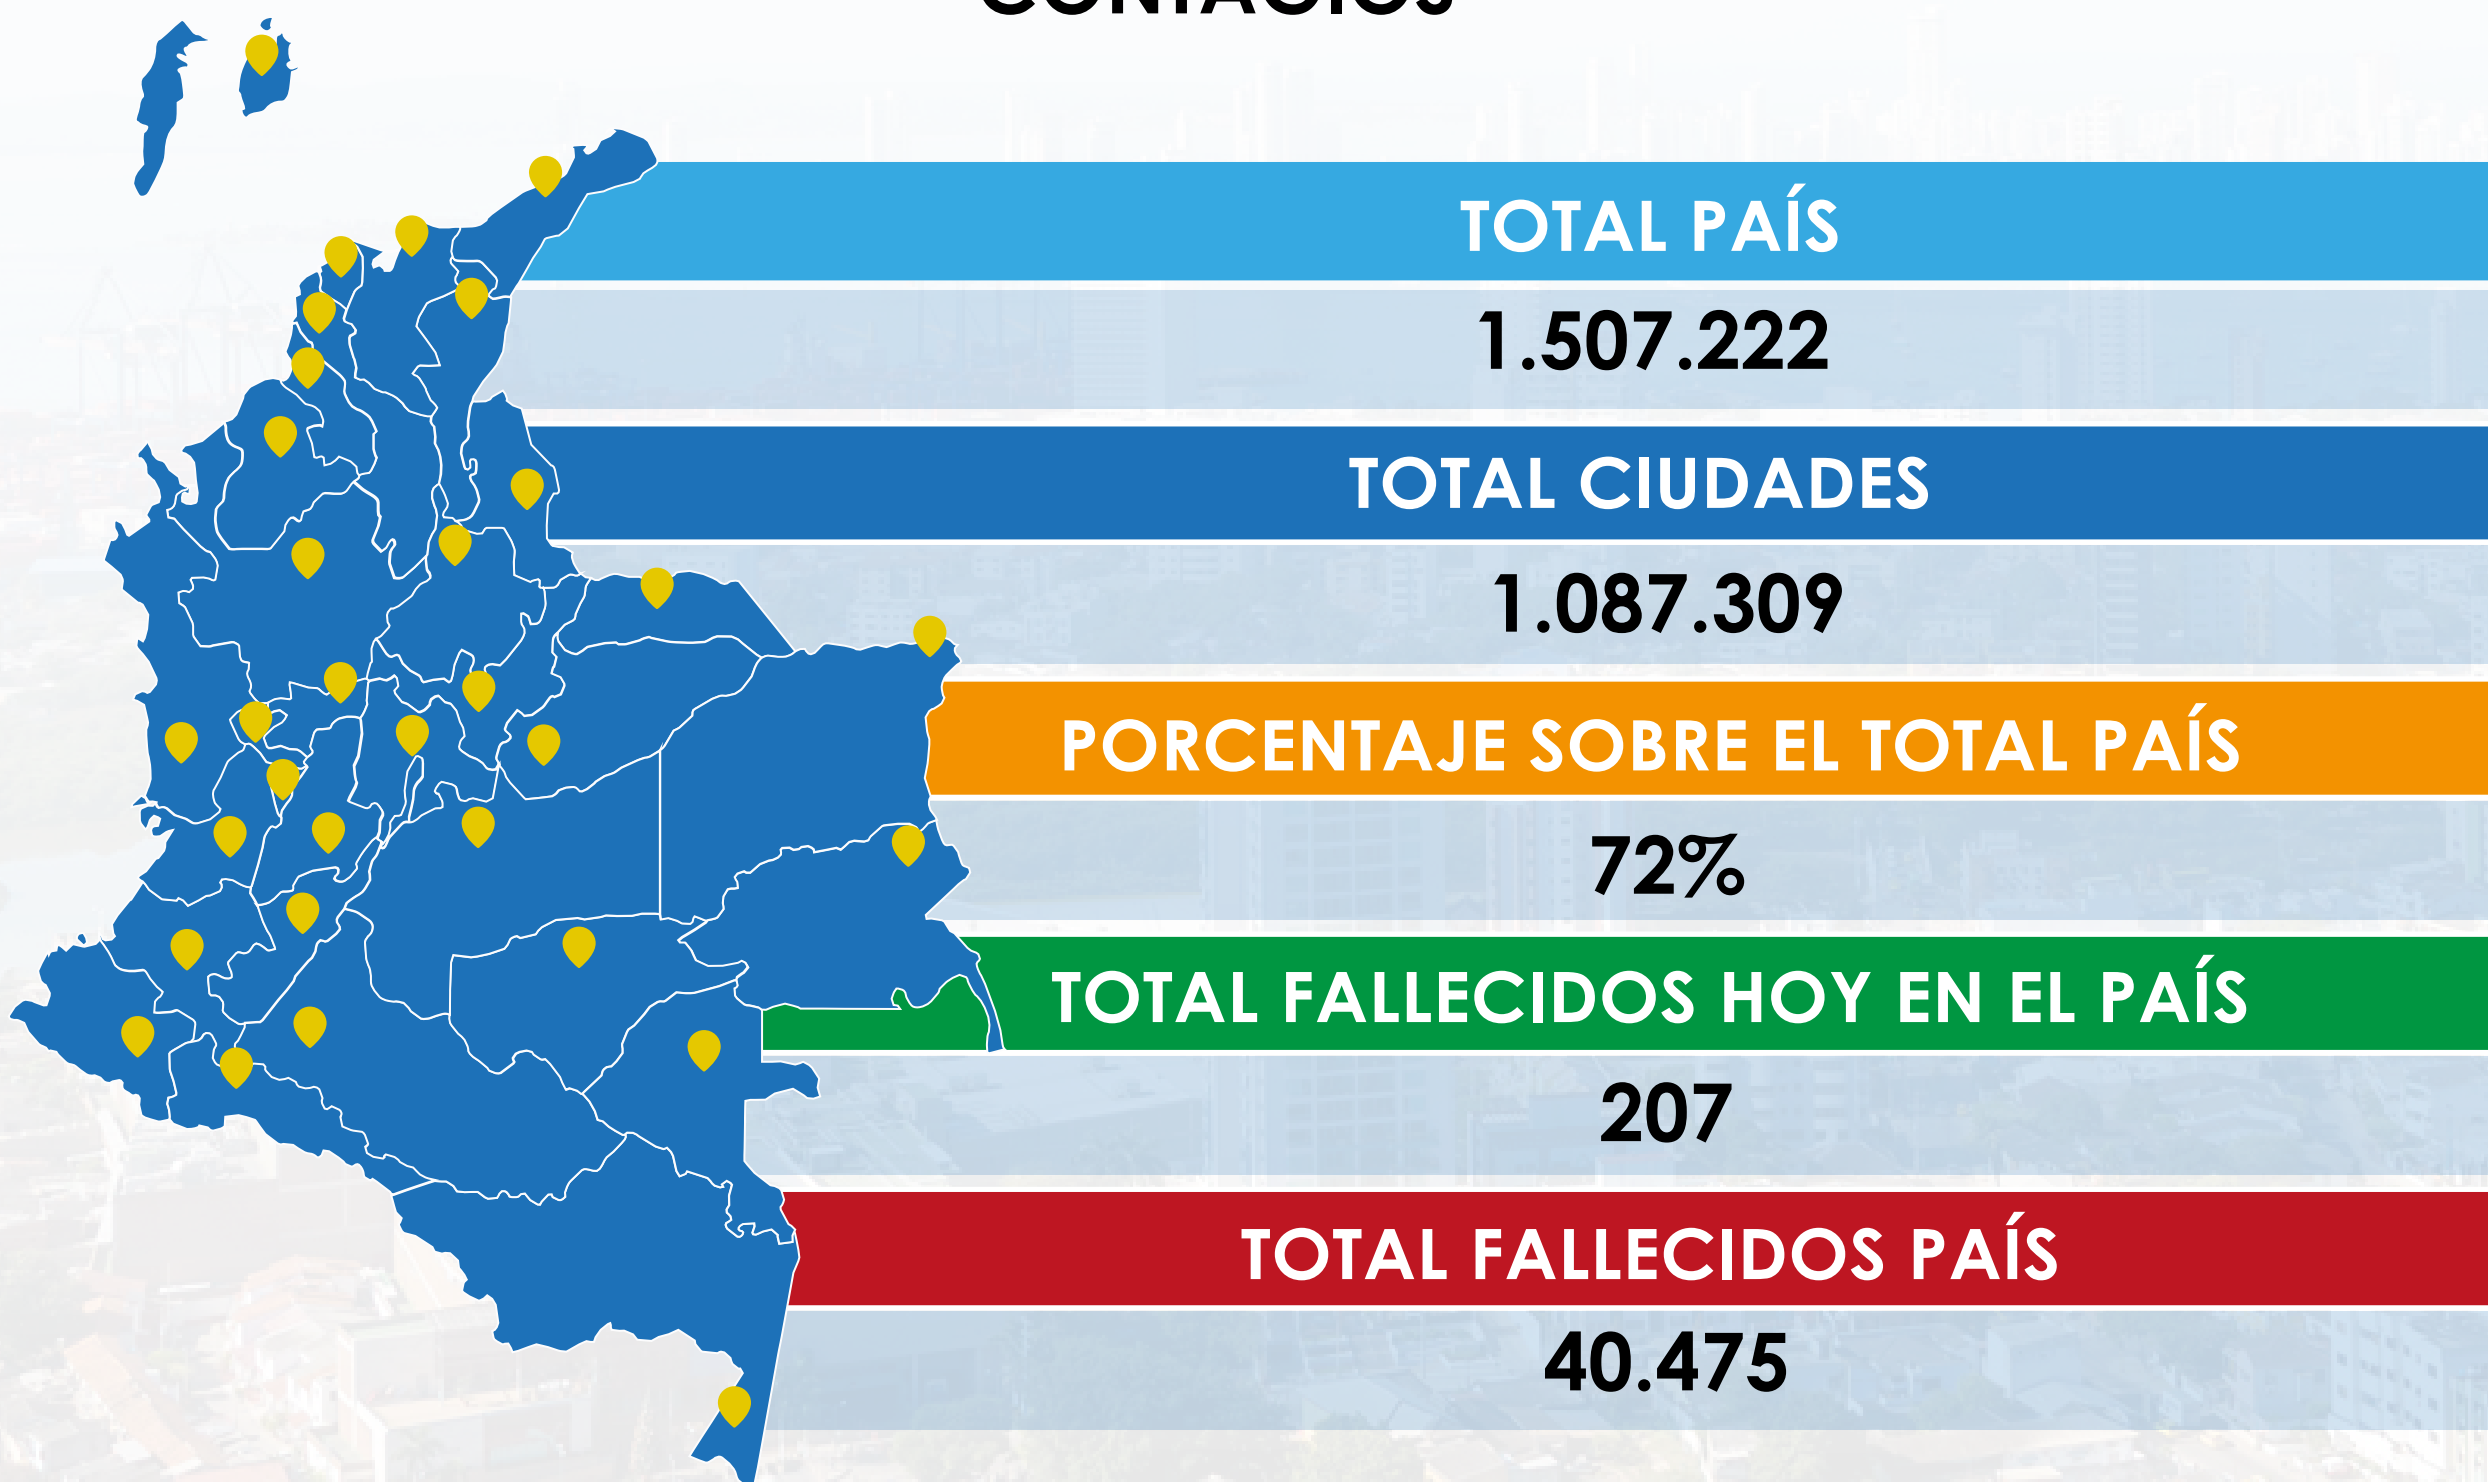 CONTAGIOS
TOTAL PAÍS
1.507.222
TOTAL CIUDADES
1.087.309
PORCENTAJE SOBRE EL TOTAL PAÍS
72%
TOTAL FALLECIDOS HOY EN EL PAÍS
207
TOTAL FALLECIDOS PAÍS
40.475